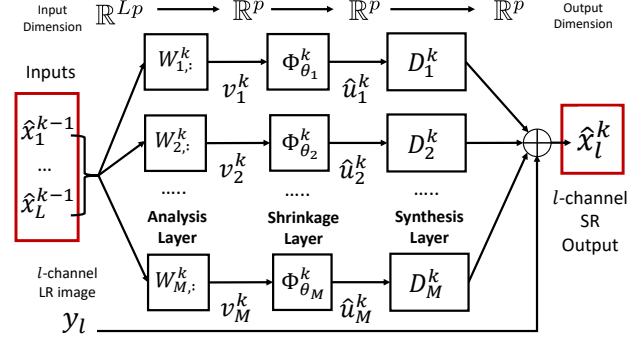 Input Dimension ℝ^{Lp} ℝ^p ℝ^p ℝ^p Output Dimension
Inputs
x̂_1^{k-1}
...
x̂_L^{k-1}
W_{1,:}^k v_1^k Φ_{θ_1}^k û_1^k D_1^k
W_{2,:}^k v_2^k Φ_{θ_2}^k û_2^k D_2^k
..... ..... .....
Analysis Layer Shrinkage Layer Synthesis Layer
W_{M,:}^k v_M^k Φ_{θ_M}^k û_M^k D_M^k
x̂_l^k
l-channel
SR
Output
l-channel
LR image
y_l